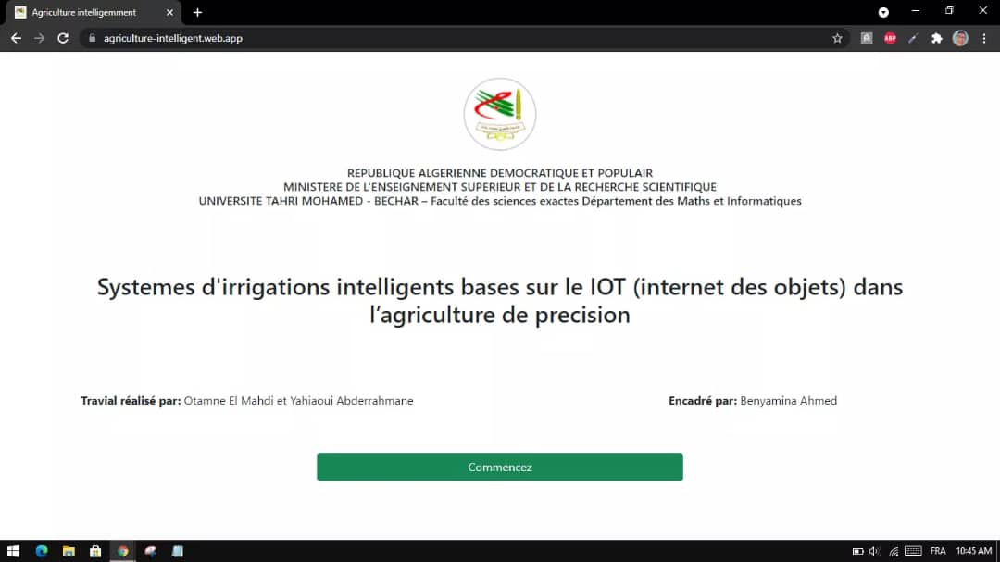 Agriculture intelligemment
agriculture-intelligent.web.app
ABP
REPUBLIQUE ALGERIENNE DEMOCRATIQUE ET POPULAIR
MINISTERE DE L'ENSEIGNEMENT SUPERIEUR ET DE LA RECHERCHE SCIENTIFIQUE
UNIVERSITE TAHRI MOHAMED - BECHAR – Faculté des sciences exactes Département des Maths et Informatiques
Systemes d'irrigations intelligents bases sur le IOT (internet des objets) dans
l’agriculture de precision
Travial réalisé par: Otamne El Mahdi et Yahiaoui Abderrahmane
Encadré par: Benyamina Ahmed
Commencez
FRA 10:45 AM